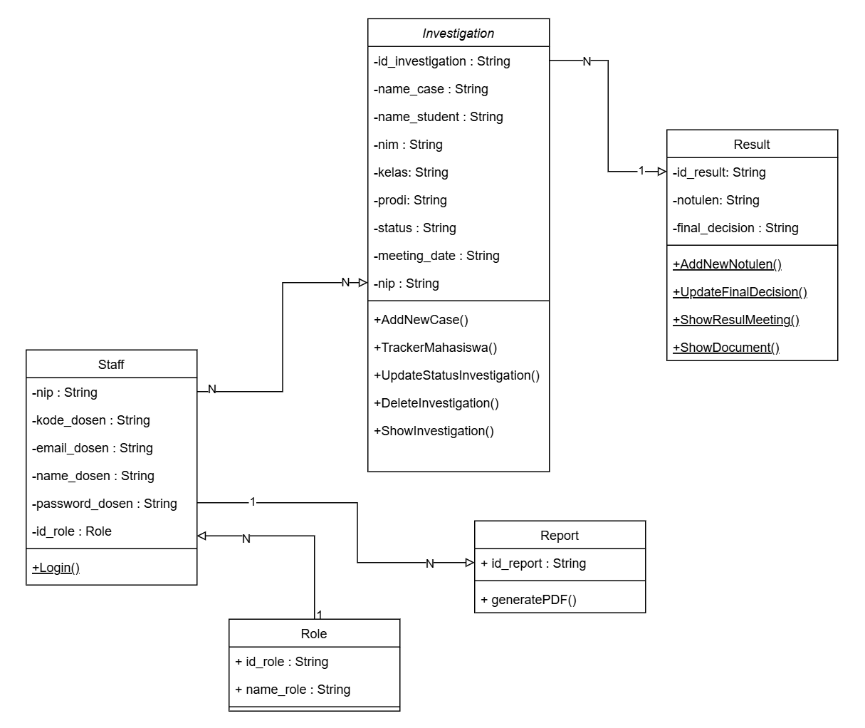 Investigation
-id_investigation : String
-name_case : String
-name_student : String
-nim : String
-kelas: String
-prodi: String
-status : String
-meeting_date : String
-nip : String
+AddNewCase()
+TrackerMahasiswa()
+UpdateStatusInvestigation()
+DeleteInvestigation()
+ShowInvestigation()
N
1
Result
-id_result: String
-notulen: String
-final_decision : String
+AddNewNotulen()
+UpdateFinalDecision()
+ShowResulMeeting()
+ShowDocument()
N
N
Staff
-nip : String
-kode_dosen : String
-email_dosen : String
-name_dosen : String
-password_dosen : String
-id_role : Role
+Login()
1
N
Report
+ id_report : String
+ generatePDF()
N
1
Role
+ id_role : String
+ name_role : String